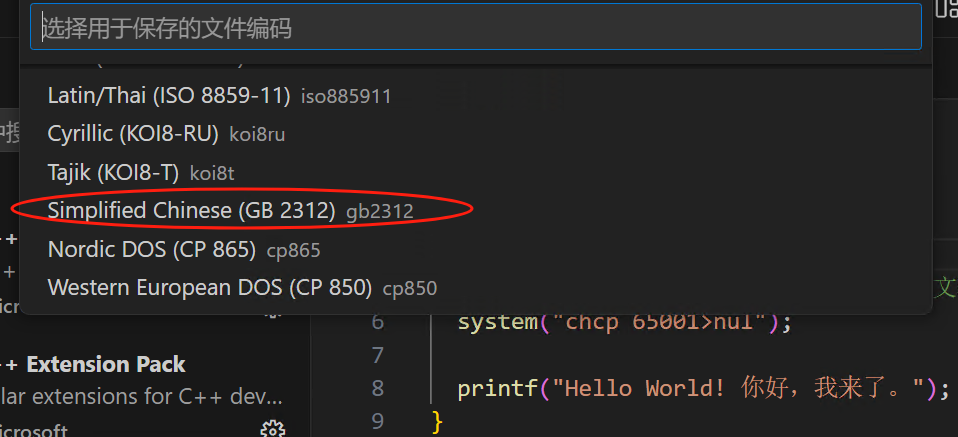 选择用于保存的文件编码
Latin/Thai (ISO 8859-11) iso885911
Cyrillic (KOI8-RU) koi8ru
Tajik (KOI8-T) koi8t
Simplified Chinese (GB 2312) gb2312
Nordic DOS (CP 865) cp865
Western European DOS (CP 850) cp850
文
6 system("chcp 65001>nul");
7
8 printf("Hello World! 你好，我来了。");
9 }
++ Extension Pack
lar extensions for C++ dev...
icrosoft